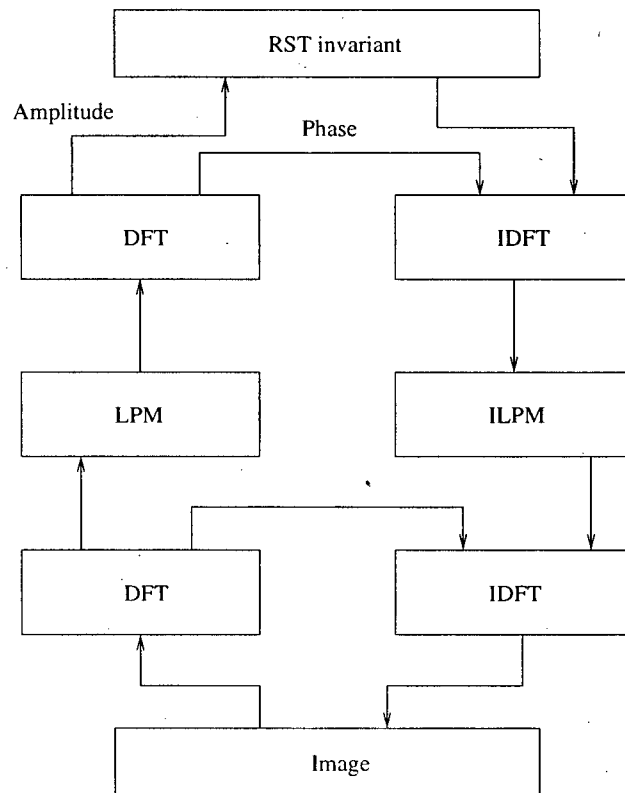 RST invariant
Amplitude
Phase
DFT
IDFT
LPM
ILPM
DFT
IDFT
Image